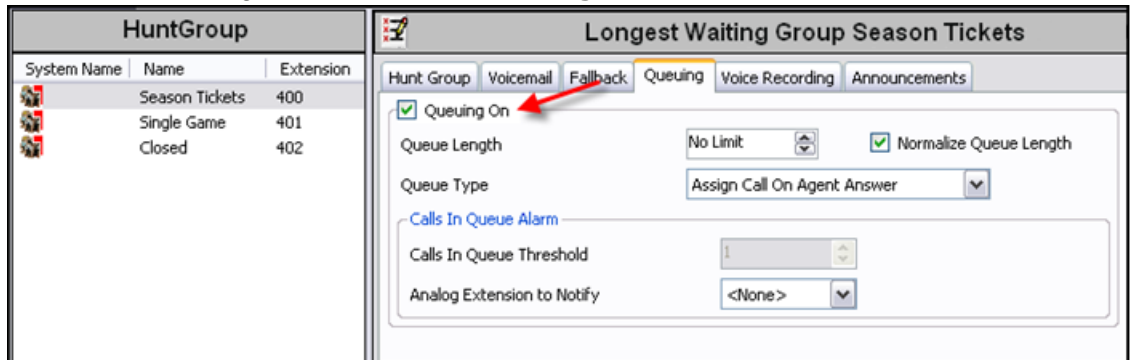 HuntGroup
System Name Name Extension
Season Tickets 400
Single Game 401
Closed 402
Longest Waiting Group Season Tickets
Hunt Group Voicemail Fallback Queuing Voice Recording Announcements
Queuing On
Queue Length No Limit Normalize Queue Length
Queue Type Assign Call On Agent Answer
Calls In Queue Alarm
Calls In Queue Threshold 1
Analog Extension to Notify <None>